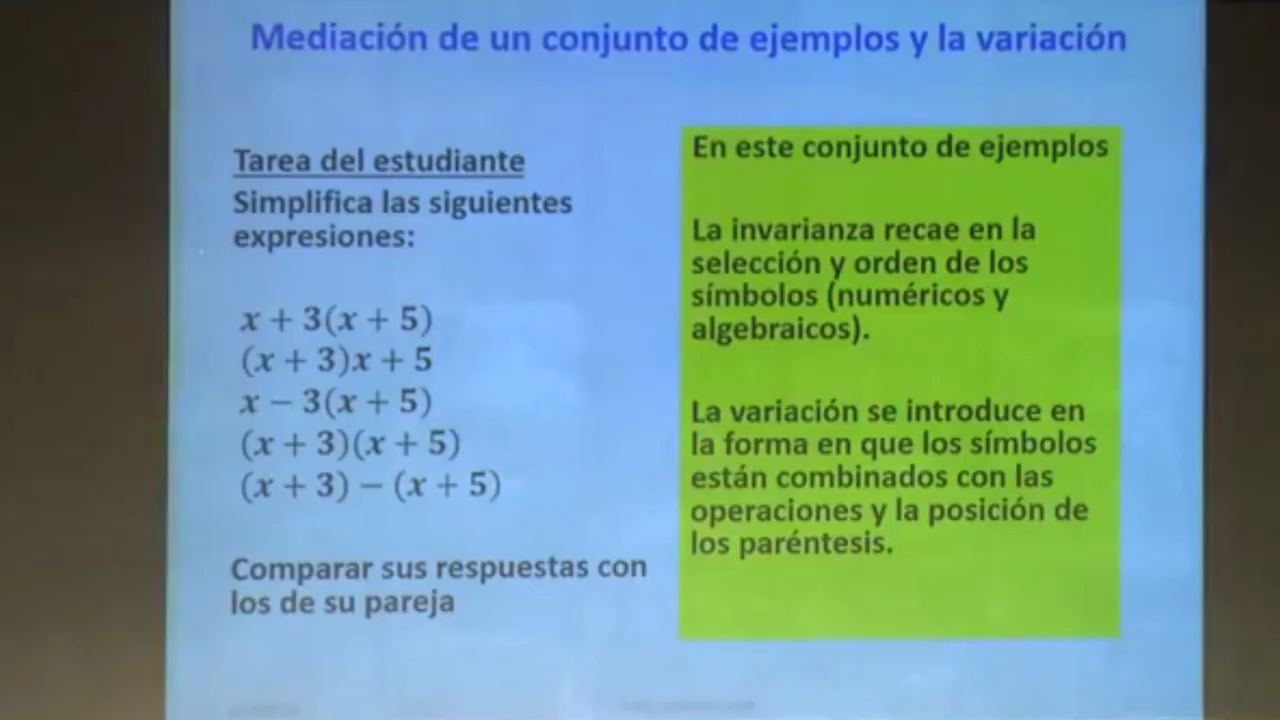 Mediación de un conjunto de ejemplos y la variación
Tarea del estudiante
Simplifica las siguientes
expresiones:
x + 3(x + 5)
(x + 3)x + 5
x − 3(x + 5)
(x + 3)(x + 5)
(x + 3) − (x + 5)
Comparar sus respuestas con
los de su pareja
En este conjunto de ejemplos
La invarianza recae en la
selección y orden de los
símbolos (numéricos y
algebraicos).
La variación se introduce en
la forma en que los símbolos
están combinados con las
operaciones y la posición de
los paréntesis.